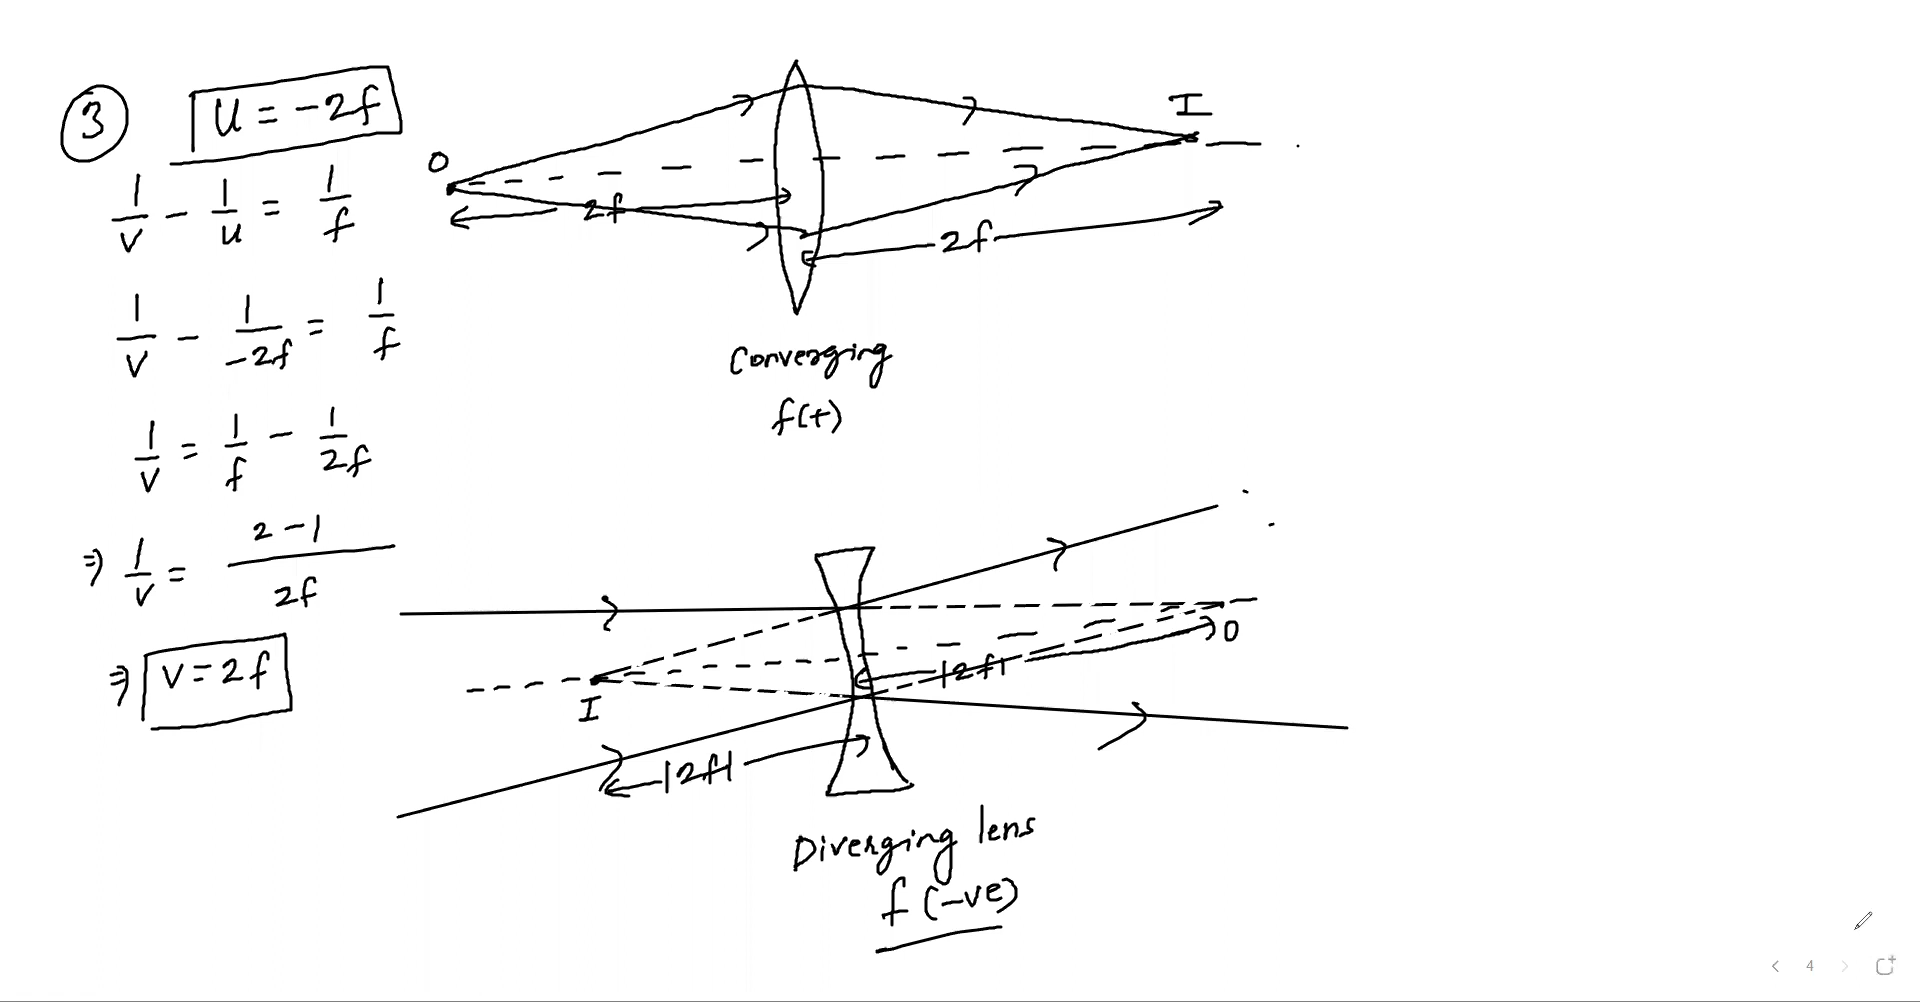 3 U = -2f
1/v - 1/u = 1/f
1/v - 1/-2f = 1/f
1/v = 1/f - 1/2f
⇒ 1/v = 2-1/2f
⇒ v = 2f
O
I
2f
2f
Converging
f(+)
O
I
|2f|
|2f|
Diverging lens
f (-ve)
4